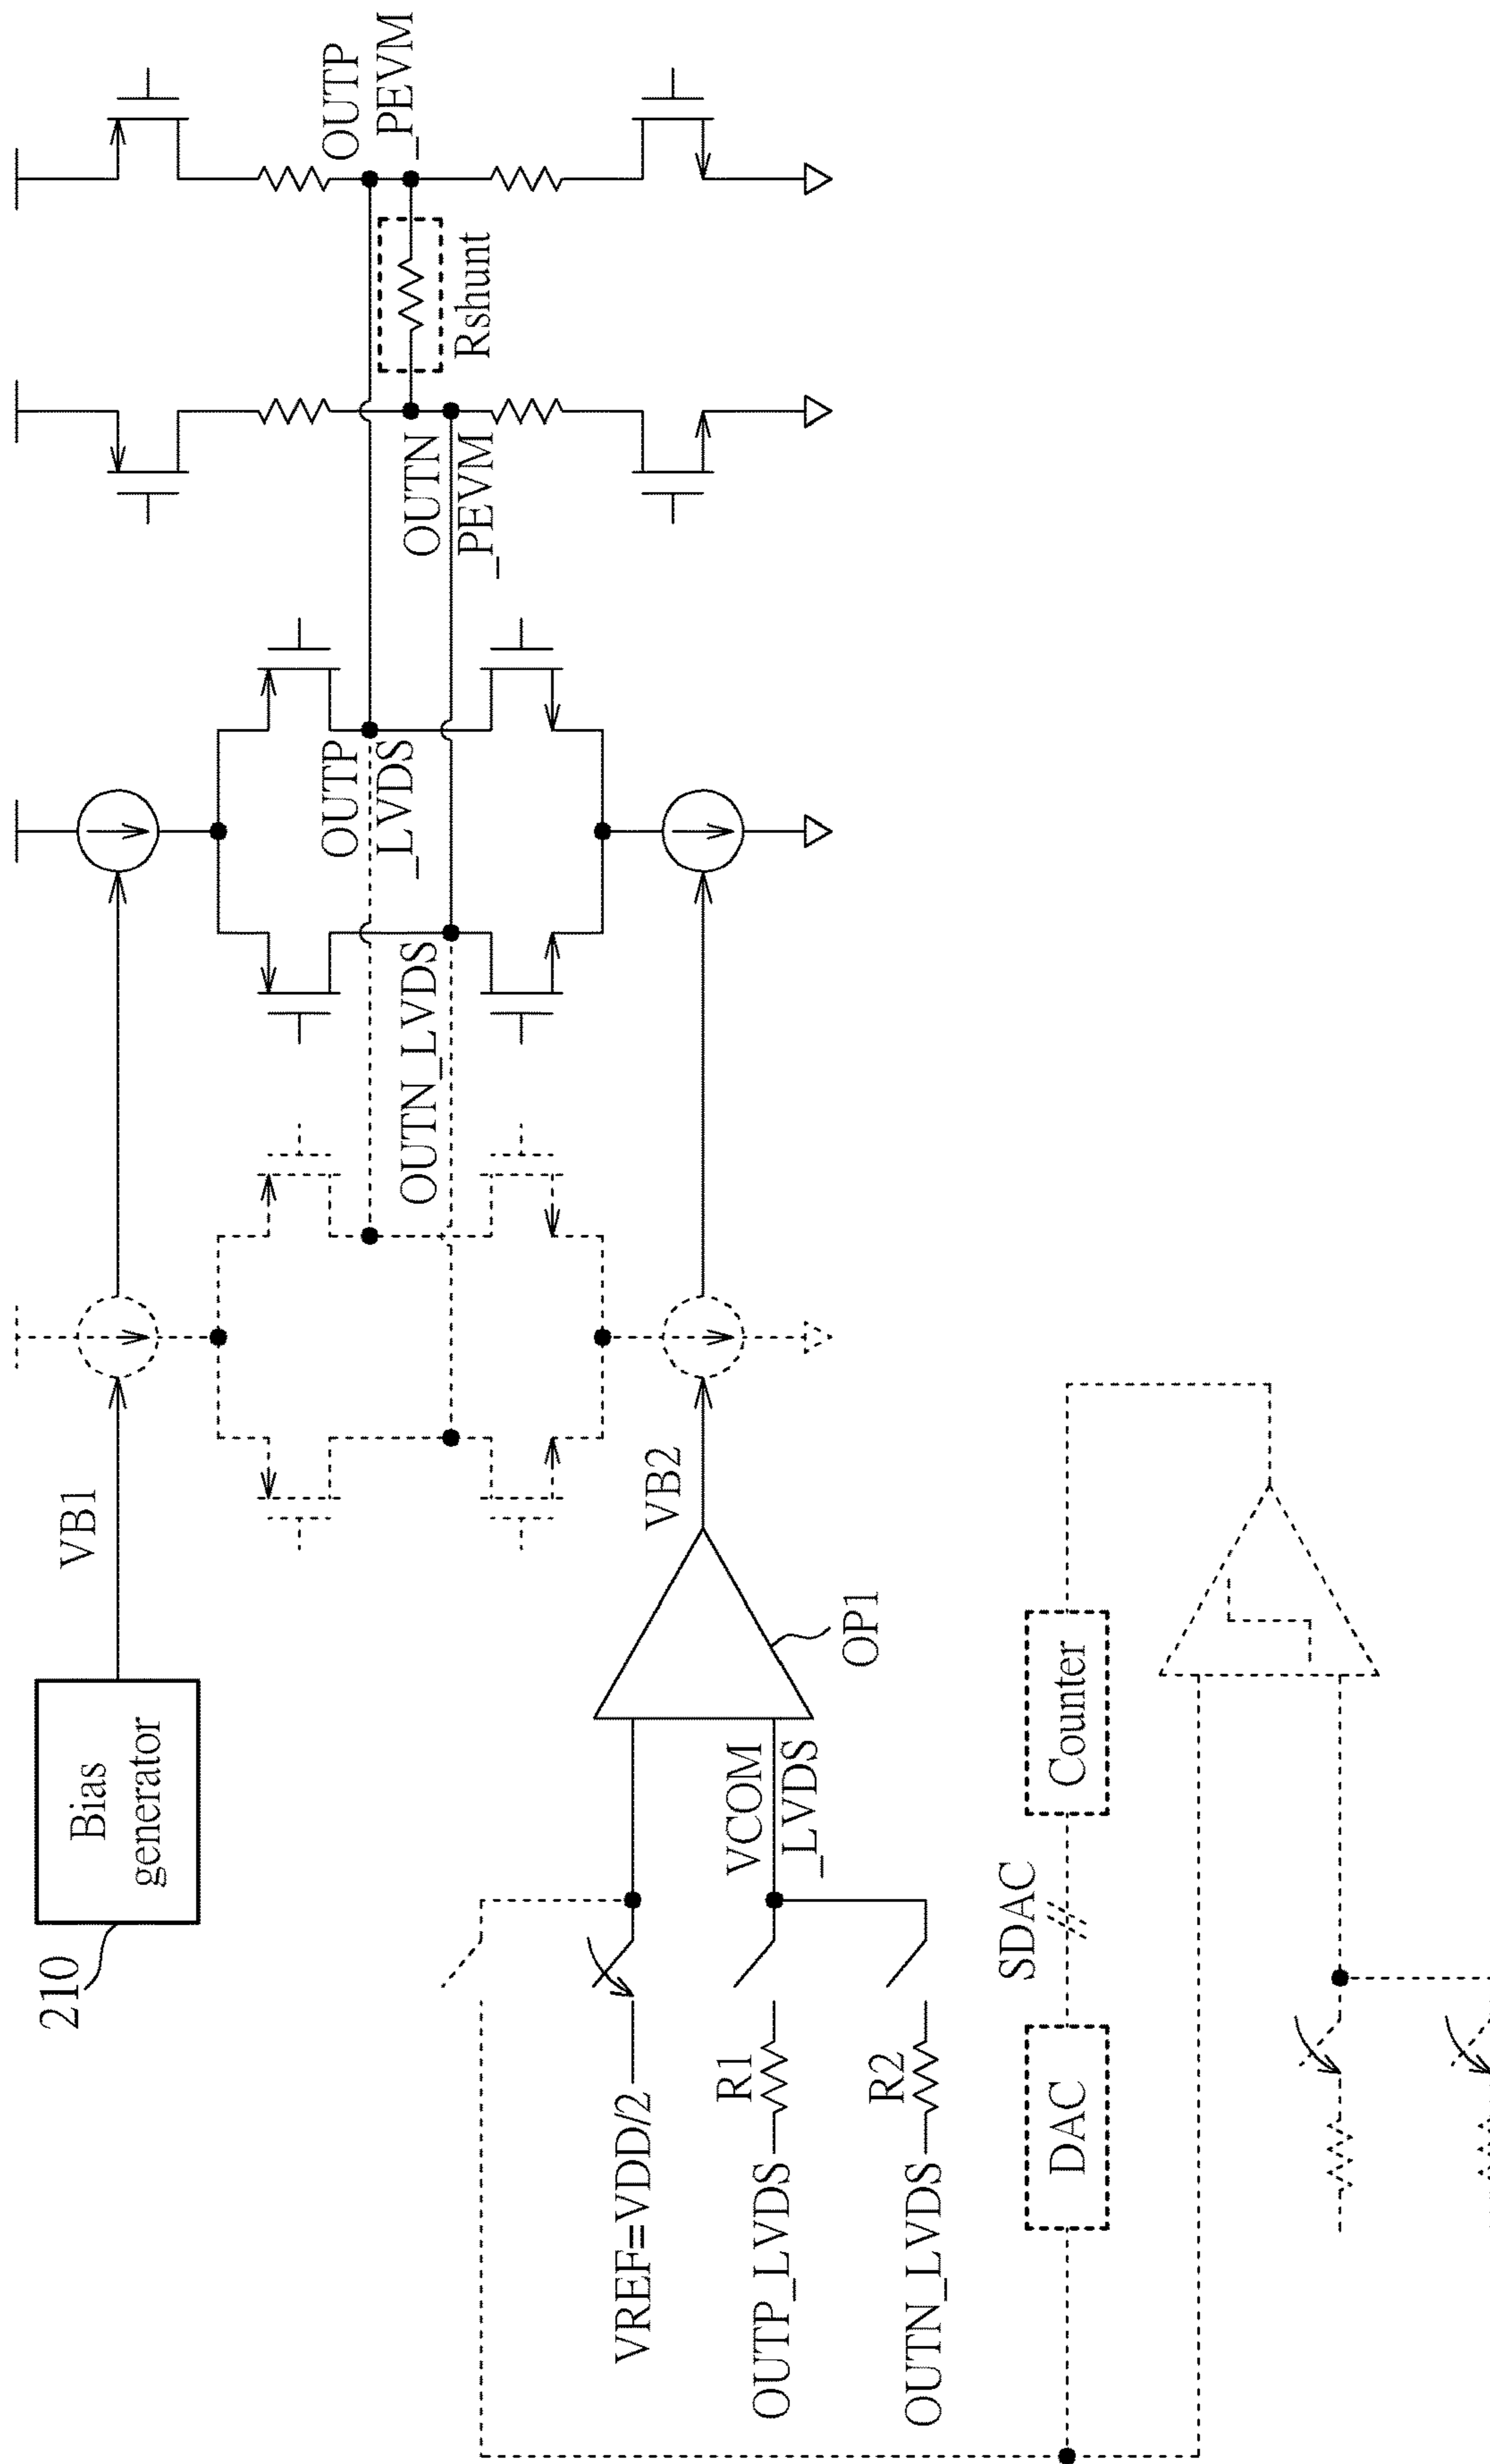 210
Bias
generator
VB1
VREF=VDD/2
OUTP_LVDS
R1
OUTN_LVDS
R2
VCOM
_LVDS
OP1
VB2
DAC
SDAC
Counter
OUTN_LVDS
OUTP
_LVDS
OUTN
_PEVM
Rshunt
OUTP
_PEVM